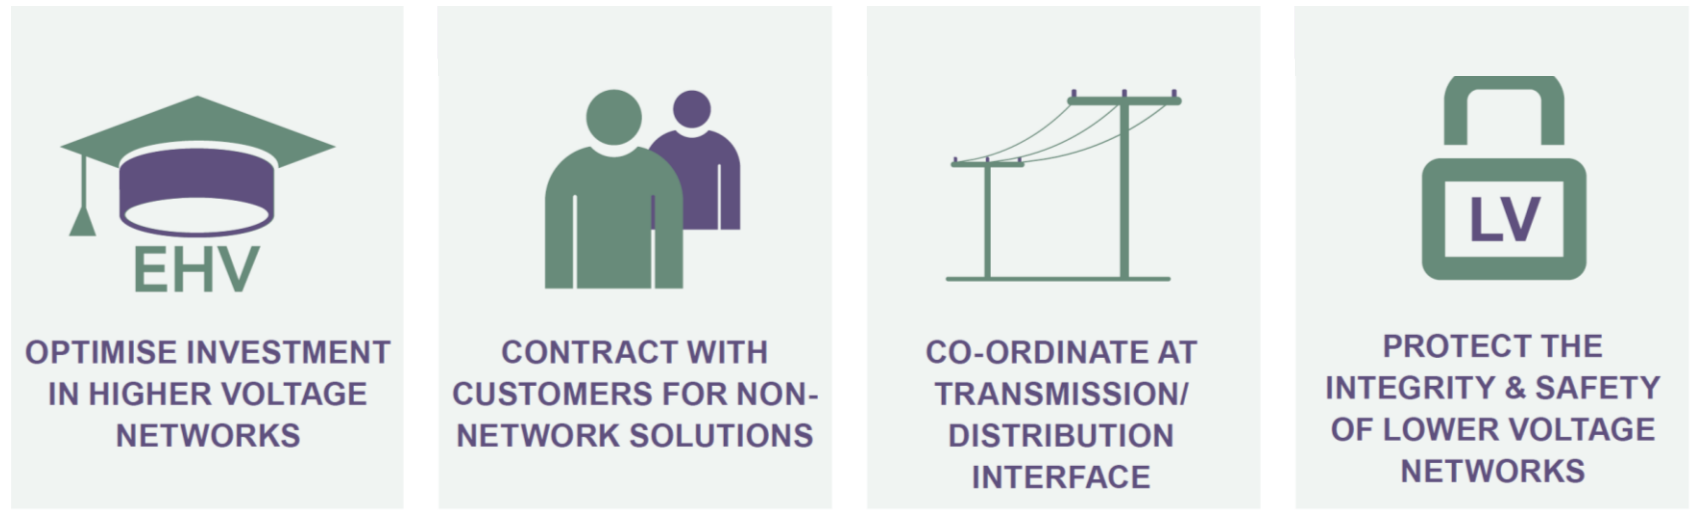 EHV
OPTIMISE INVESTMENT
IN HIGHER VOLTAGE
NETWORKS
CONTRACT WITH
CUSTOMERS FOR NON-
NETWORK SOLUTIONS
CO-ORDINATE AT
TRANSMISSION/
DISTRIBUTION
INTERFACE
LV
PROTECT THE
INTEGRITY & SAFETY
OF LOWER VOLTAGE
NETWORKS